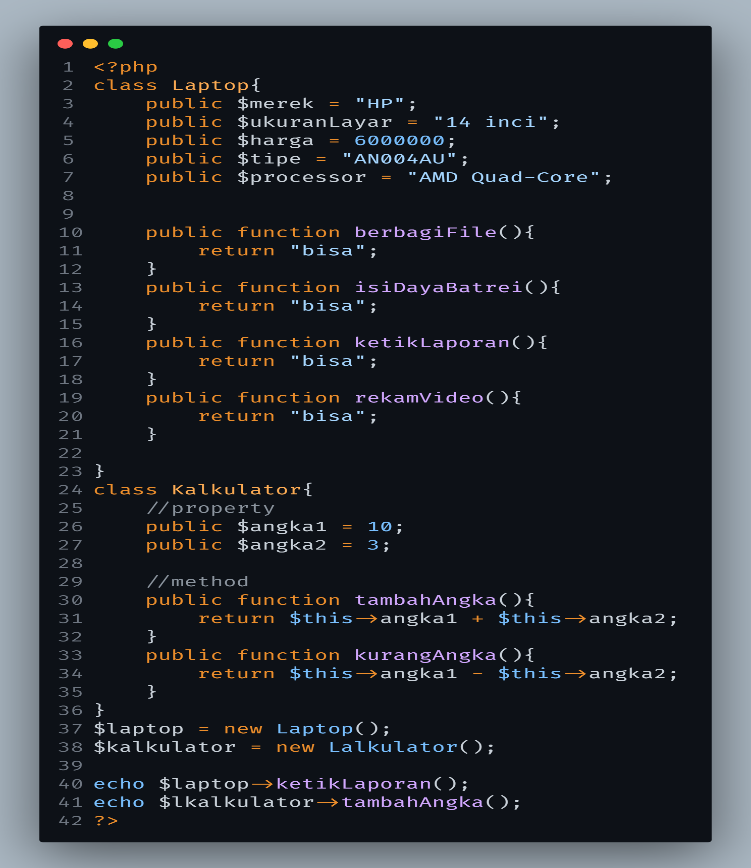 1 <?php
2 class Laptop{
3     public $merek = "HP";
4     public $ukuranLayar = "14 inci";
5     public $harga = 6000000;
6     public $tipe = "AN004AU";
7     public $processor = "AMD Quad-Core";
8
9
10     public function berbagiFile(){
11         return "bisa";
12     }
13     public function isiDayaBatrei(){
14         return "bisa";
15     }
16     public function ketikLaporan(){
17         return "bisa";
18     }
19     public function rekamVideo(){
20         return "bisa";
21     }
22
23 }
24 class Kalkulator{
25     //property
26     public $angka1 = 10;
27     public $angka2 = 3;
28
29     //method
30     public function tambahAngka(){
31         return $this->angka1 + $this->angka2;
32     }
33     public function kurangAngka(){
34         return $this->angka1 - $this->angka2;
35     }
36 }
37 $laptop = new Laptop();
38 $kalkulator = new Lalkulator();
39
40 echo $laptop->ketikLaporan();
41 echo $lkalkulator->tambahAngka();
42 ?>